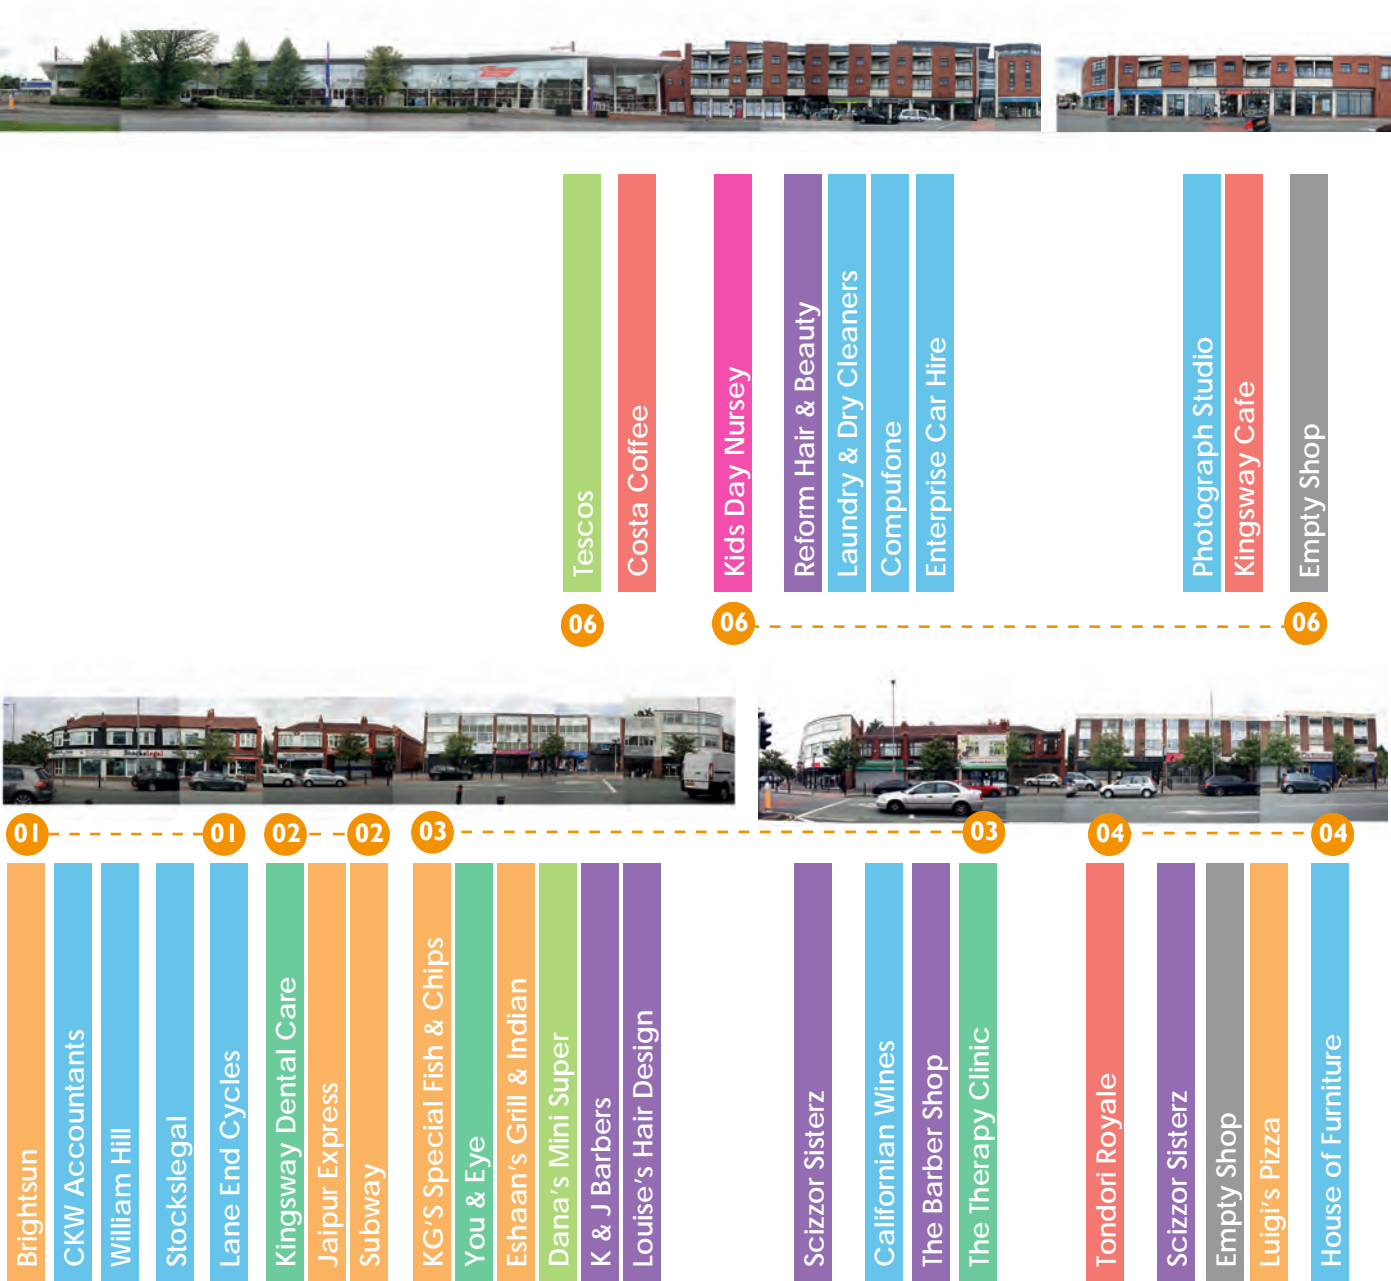 Tescos
Costa Coffee
Kids Day Nursey
Reform Hair & Beauty
Laundry & Dry Cleaners
Compufone
Enterprise Car Hire
Photograph Studio
Kingsway Cafe
Empty Shop
06
06
06
Stockslegal
01
01
02
02
03
03
04
04
Brightsun
CKW Accountants
William Hill
Stockslegal
Lane End Cycles
Kingsway Dental Care
Jaipur Express
Subway
KG'S Special Fish & Chips
You & Eye
Eshaan's Grill & Indian
Dana's Mini Super
K & J Barbers
Louise's Hair Design
Scizzor Sisterz
Californian Wines
The Barber Shop
The Therapy Clinic
Tondori Royale
Scizzor Sisterz
Empty Shop
Luigi's Pizza
House of Furniture